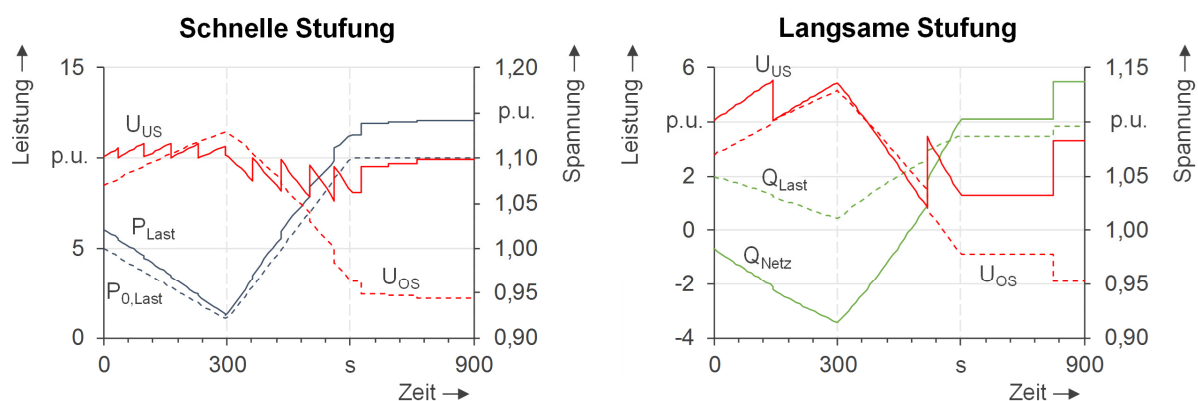 Schnelle Stufung
Leistung →
15
p.u.
5
0
1,20
p.u.
1,10
1,05
1,00
0,95
0,90
Spannung →
U_US
P_Last
P_0,Last
U_OS
0
300
s
900
Zeit →
Langsame Stufung
Leistung →
6
p.u.
2
0
-2
-4
1,15
p.u.
1,05
1,00
0,95
0,90
Spannung →
U_US
Q_Last
Q_Netz
U_OS
0
300
s
900
Zeit →